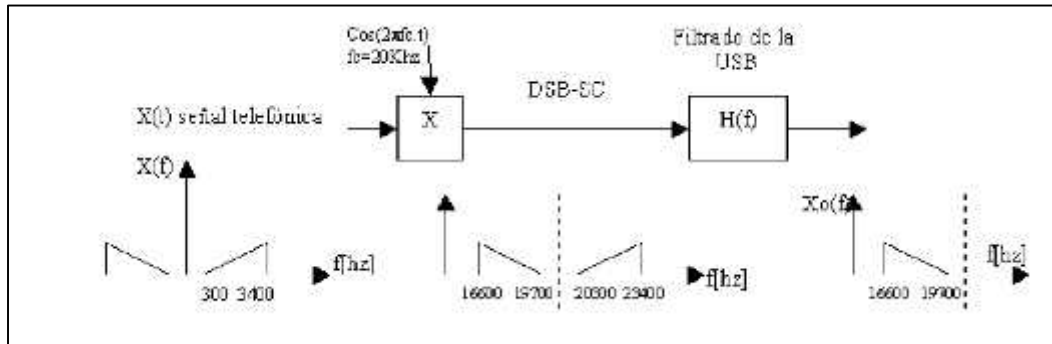 Cos(2πfc.t)
fc=20Khz
Filtrado de la
USB
DSB-SC
X(t) señal telefónica
X
H(f)
X(f)
Xo(f)
f[hz]
f[hz]
f[hz]
300 3400
16600 19700
20300 23400
16600 19700